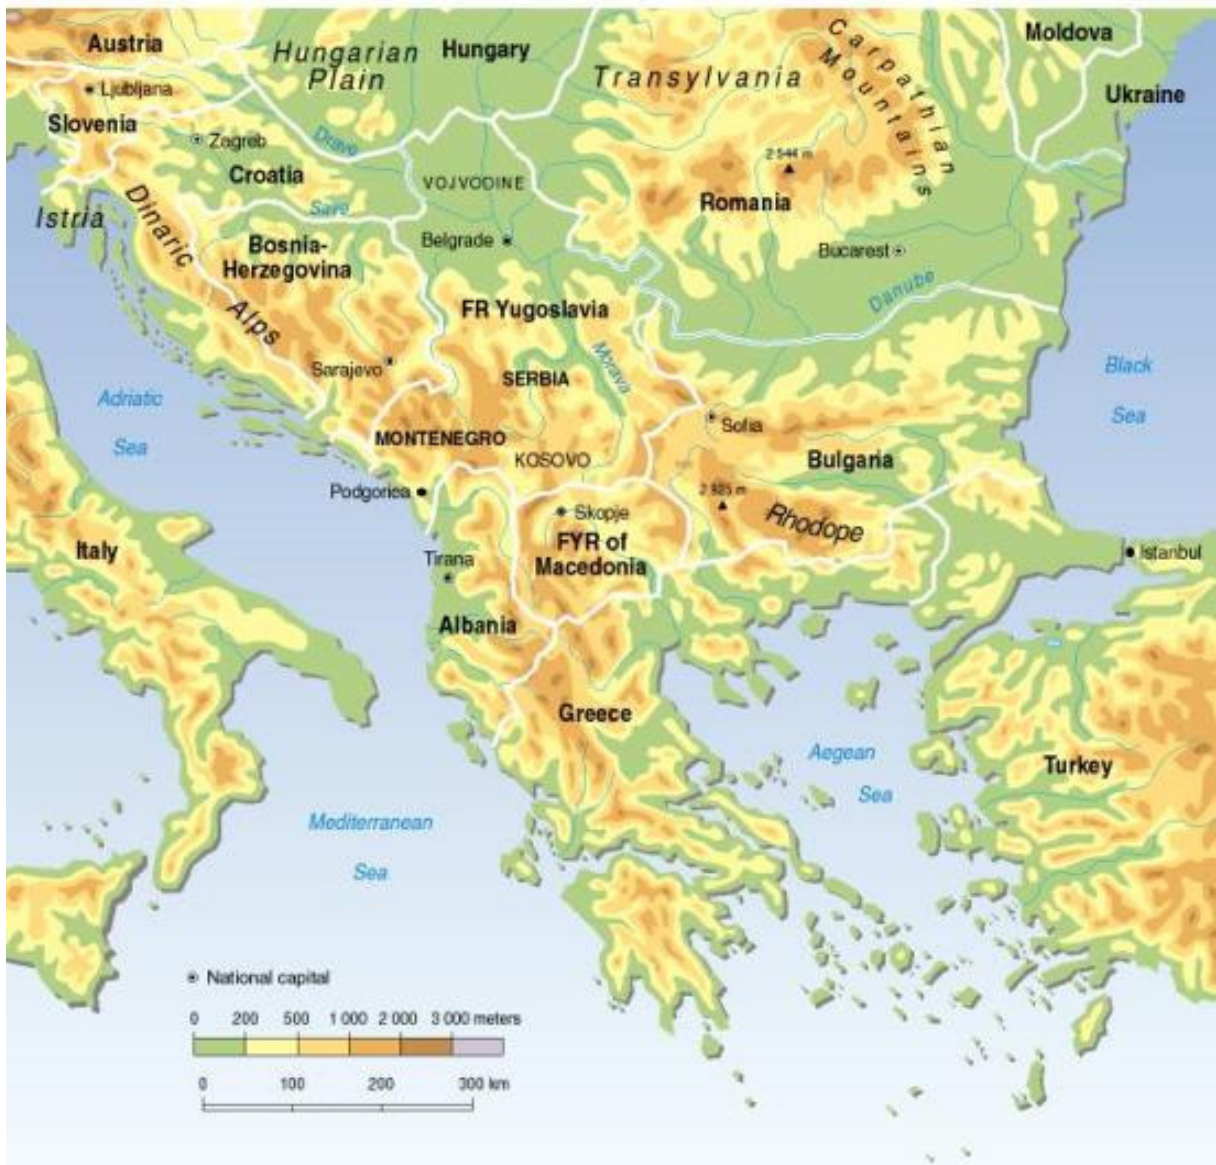 Austria
Hungarian
Plain
Hungary
Transylvania
Carpathian
Mountains
Moldova
Ukraine
Ljubljana
Slovenia
Zagreb
Drave
Croatia
VOJVODINE
2 544 m
Romania
Istria
Dinaric
Alps
Save
Bosnia-
Herzegovina
Belgrade
Bucarest
Danube
FR Yugoslavia
Sarajevo
SERBIA
Morava
Black
Sea
Adriatic
Sea
Sofia
MONTENEGRO
KOSOVO
Bulgaria
Podgorica
2 925 m
Skopje
Rhodope
FYR of
Macedonia
Italy
Tirana
Istanbul
Albania
Greece
Aegean
Sea
Turkey
Mediterranean
Sea
National capital
0 200 500 1 000 2 000 3 000 meters
0 100 200 300 km